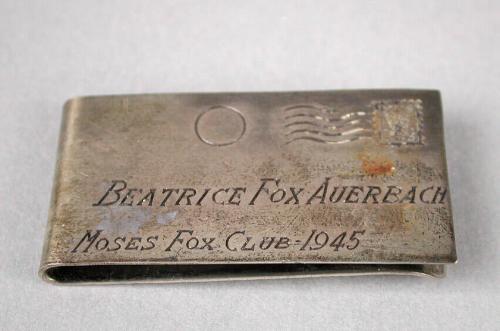 BEATRICE FOX AUERBACH
MOSES FOX CLUB-1945